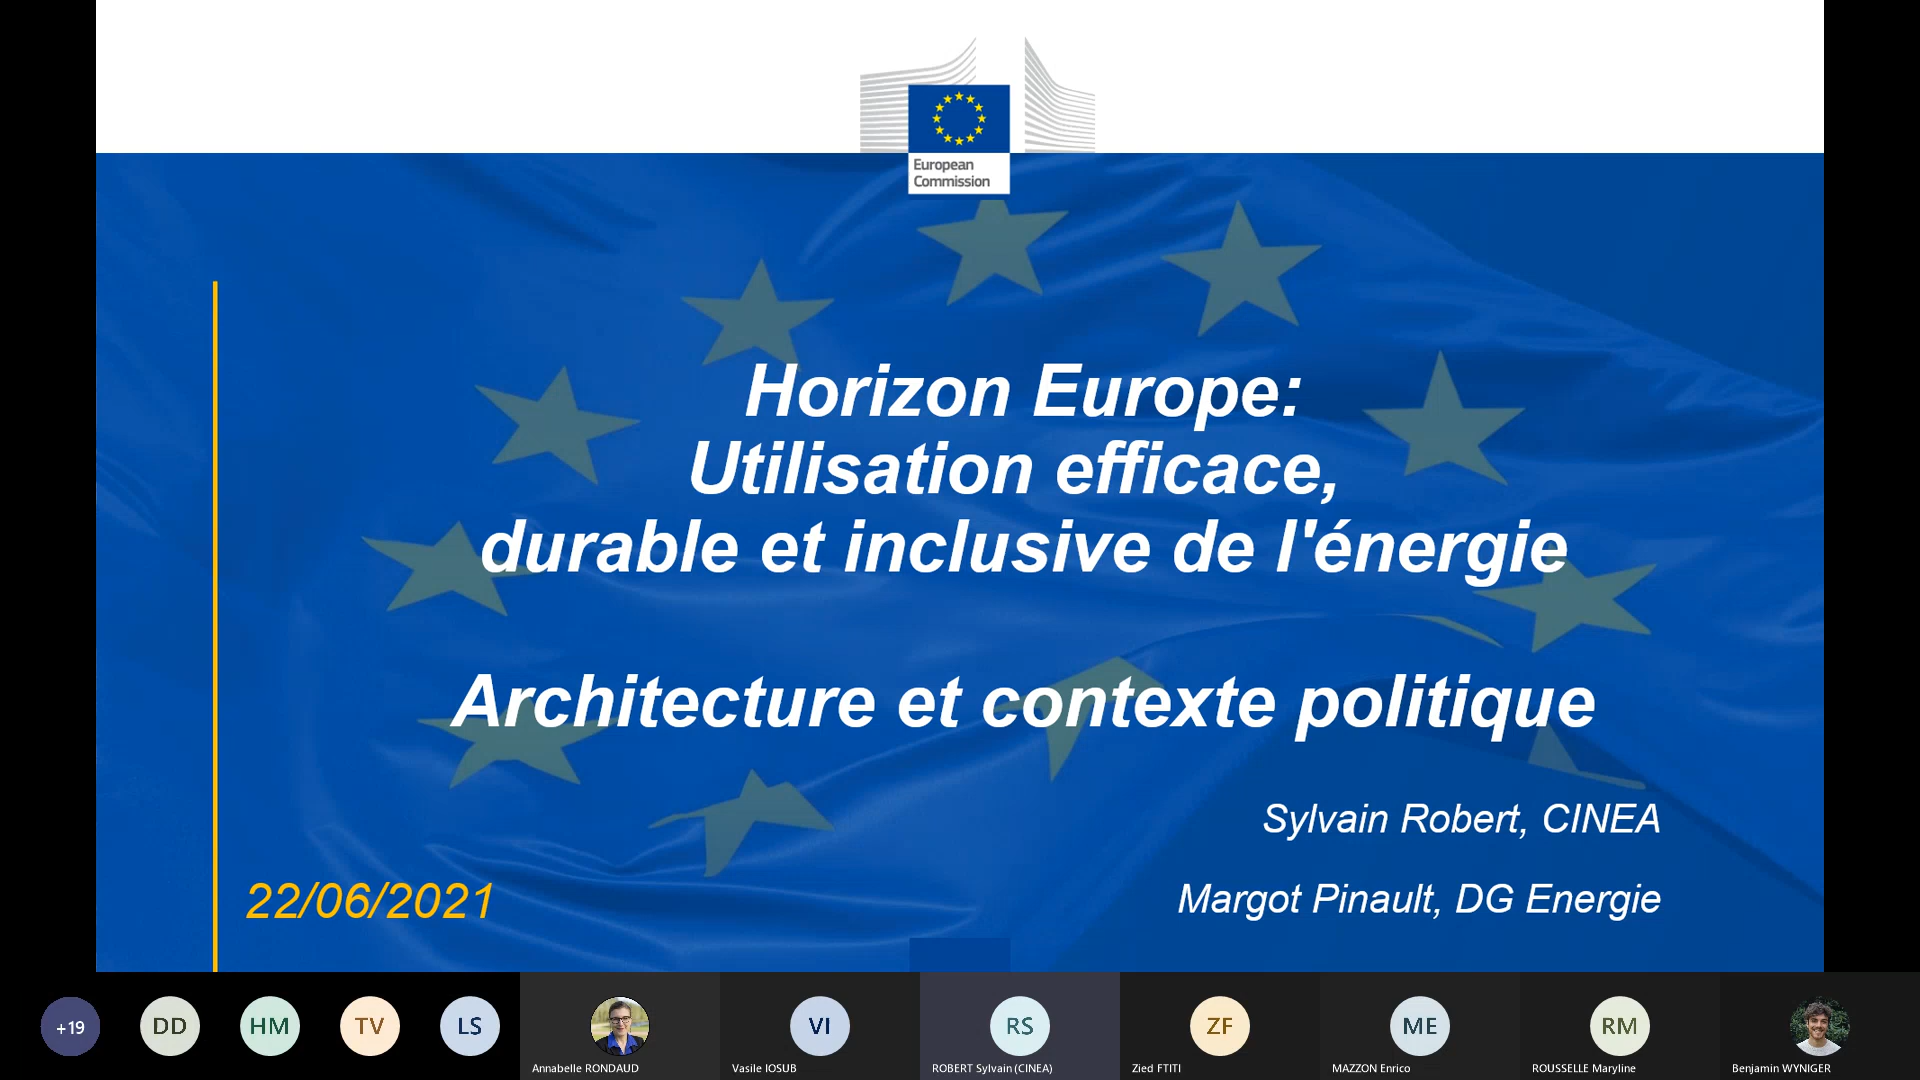 European
Commission
Horizon Europe:
Utilisation efficace,
durable et inclusive de l'énergie
Architecture et contexte politique
Sylvain Robert, CINEA
Margot Pinault, DG Energie
22/06/2021
+19
DD
HM
TV
LS
Annabelle RONDAUD
VI
Vasile IOSUB
RS
ROBERT Sylvain (CINEA)
ZF
Zied FTITI
ME
MAZZON Enrico
RM
ROUSSELLE Maryline
Benjamin WYNIGER